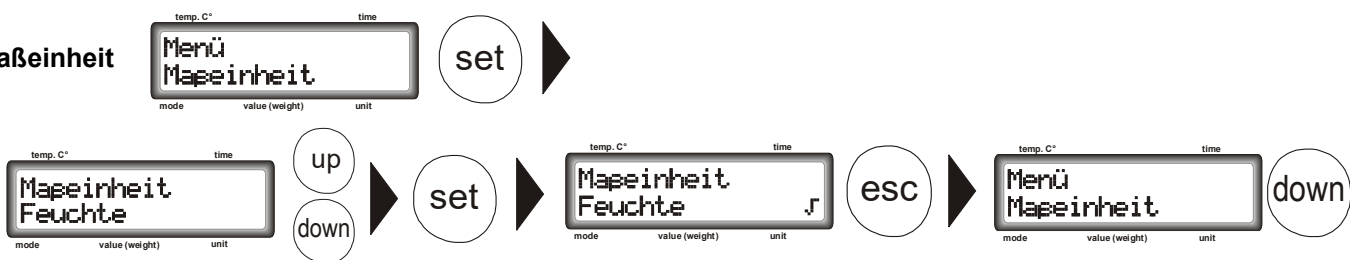 temp. C° time
aßeinheit
Menü
Maßeinheit
set
mode value (weight) unit
temp. C° time
Maßeinheit
Feuchte
mode value (weight) unit
up
down
set
temp. C° time
Maßeinheit
Feuchte √
mode value (weight) unit
esc
temp. C° time
Menü
Maßeinheit
mode value (weight) unit
down